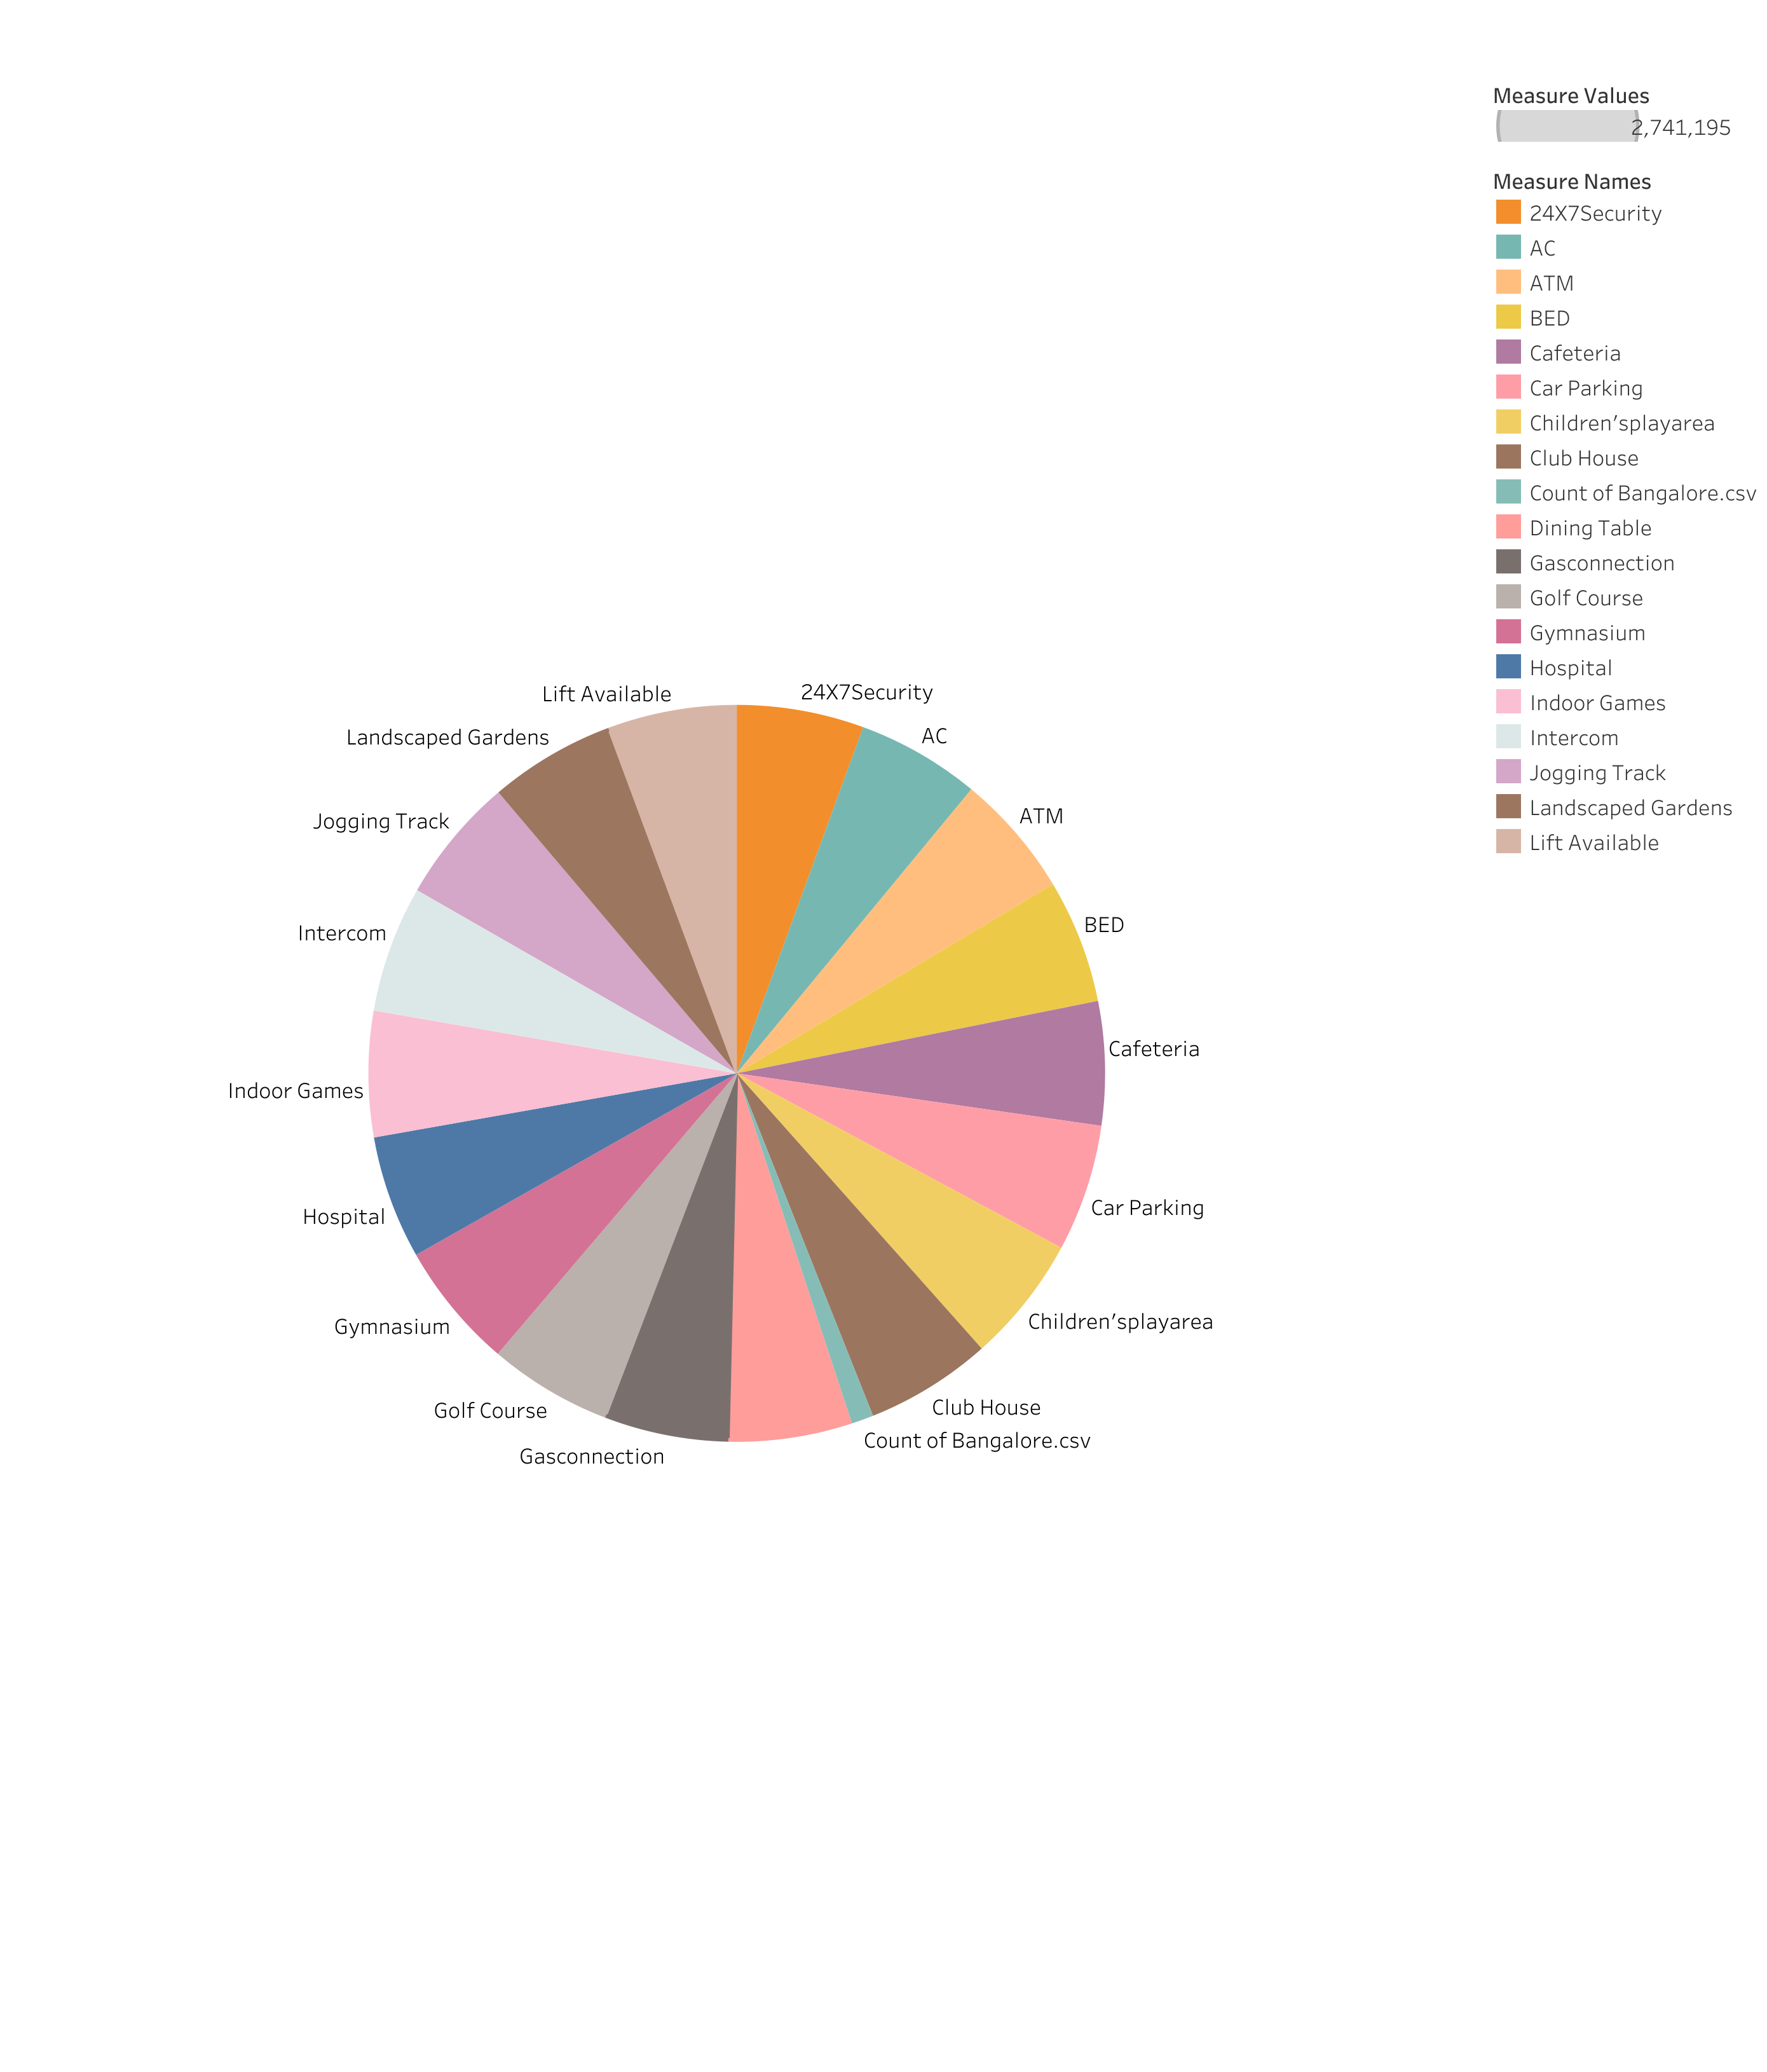 Measure Values
2,741,195
Measure Names
24X7Security
AC
ATM
BED
Cafeteria
Car Parking
Children’splayarea
Club House
Count of Bangalore.csv
Dining Table
Gasconnection
Golf Course
Gymnasium
Hospital
Indoor Games
Intercom
Jogging Track
Landscaped Gardens
Lift Available
Lift Available
24X7Security
Landscaped Gardens
AC
Jogging Track
ATM
Intercom
BED
Cafeteria
Indoor Games
Car Parking
Hospital
Children’splayarea
Gymnasium
Club House
Golf Course
Count of Bangalore.csv
Gasconnection